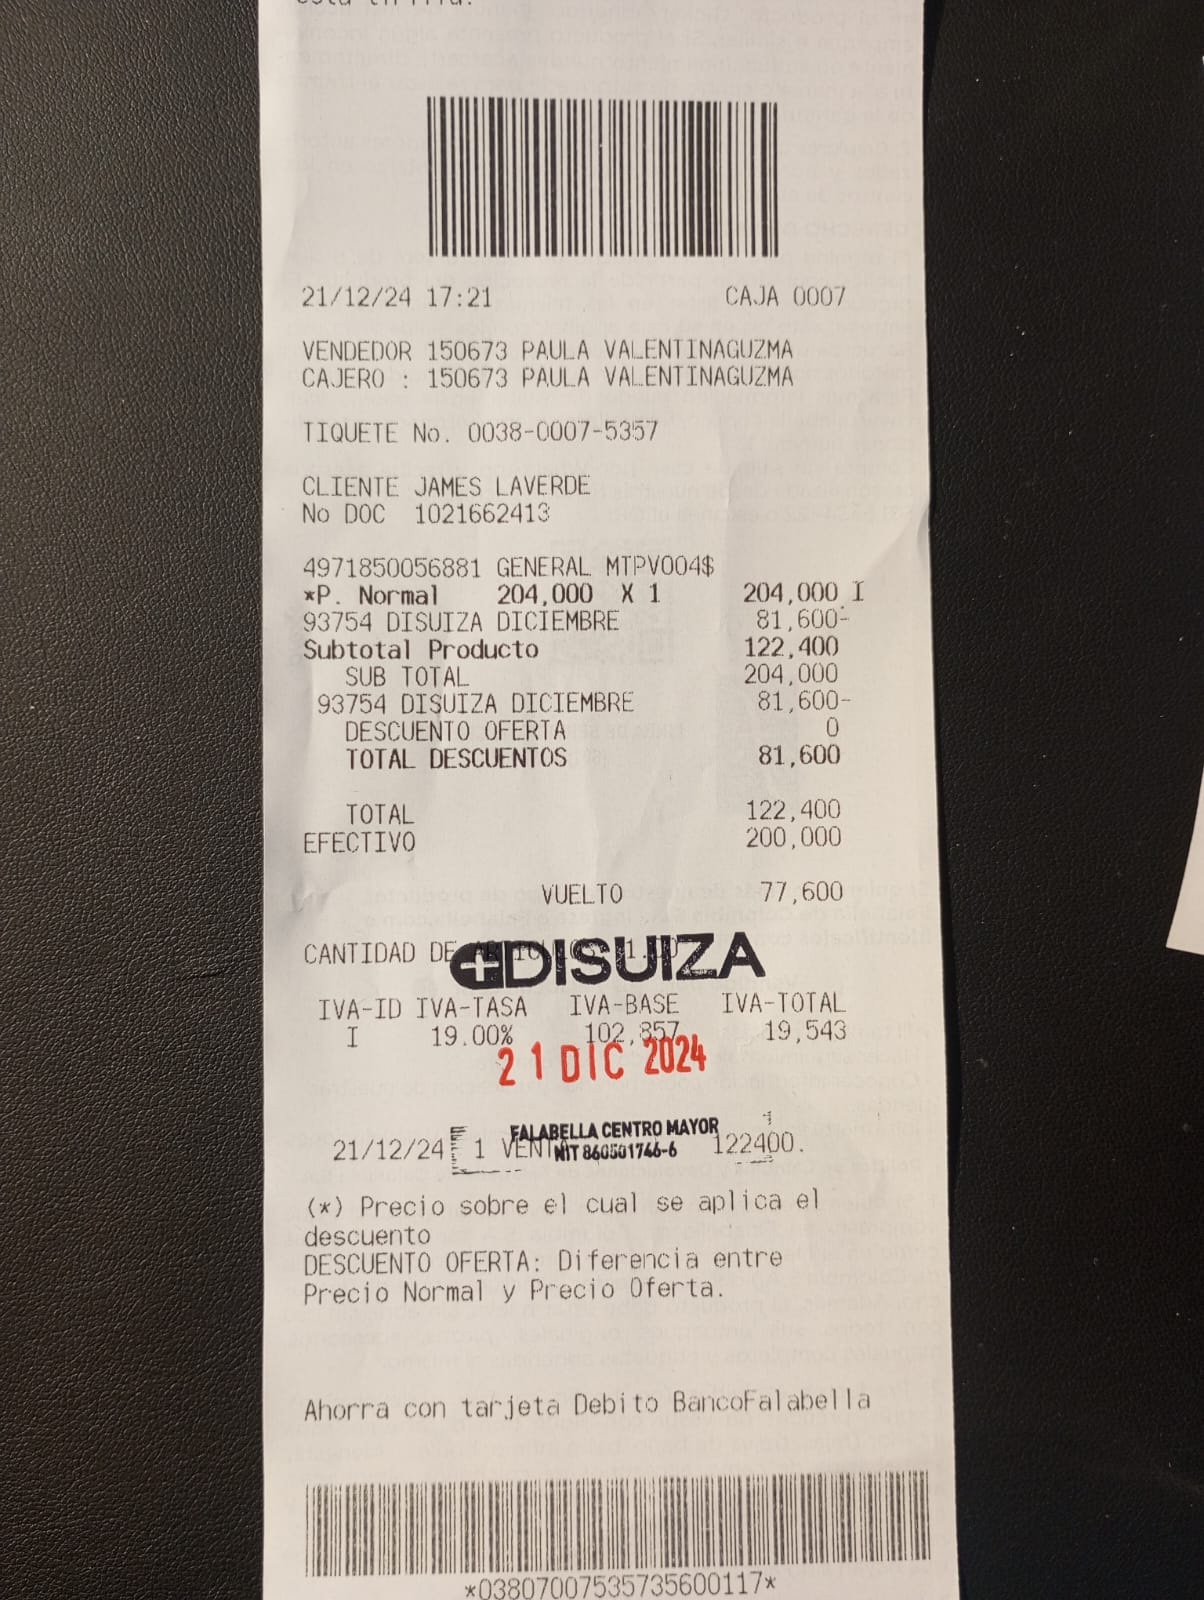 21/12/24 17:21 CAJA 0007
VENDEDOR 150673 PAULA VALENTINAGUZMA
CAJERO : 150673 PAULA VALENTINAGUZMA
TIQUETE No. 0038-0007-5357
CLIENTE JAMES LAVERDE
No DOC 1021662413
4971850056881 GENERAL MTPV004$
*P. Normal 204,000 X 1 204,000 I
93754 DISUIZA DICIEMBRE 81,600-
Subtotal Producto 122,400
SUB TOTAL 204,000
93754 DISUIZA DICIEMBRE 81,600-
DESCUENTO OFERTA 0
TOTAL DESCUENTOS 81,600
TOTAL 122,400
EFECTIVO 200,000
VUELTO 77,600
CANTIDAD DE
DISUIZA
IVA-ID IVA-TASA IVA-BASE IVA-TOTAL
I 19.00% 102,857 19,543
21 DIC 2024
FALABELLA CENTRO MAYOR
NIT 860501746-6
21/12/24 1 VENTA 122400.
(*) Precio sobre el cual se aplica el
descuento
DESCUENTO OFERTA: Diferencia entre
Precio Normal y Precio Oferta.
Ahorra con tarjeta Debito BancoFalabella
*03807007535735600117*